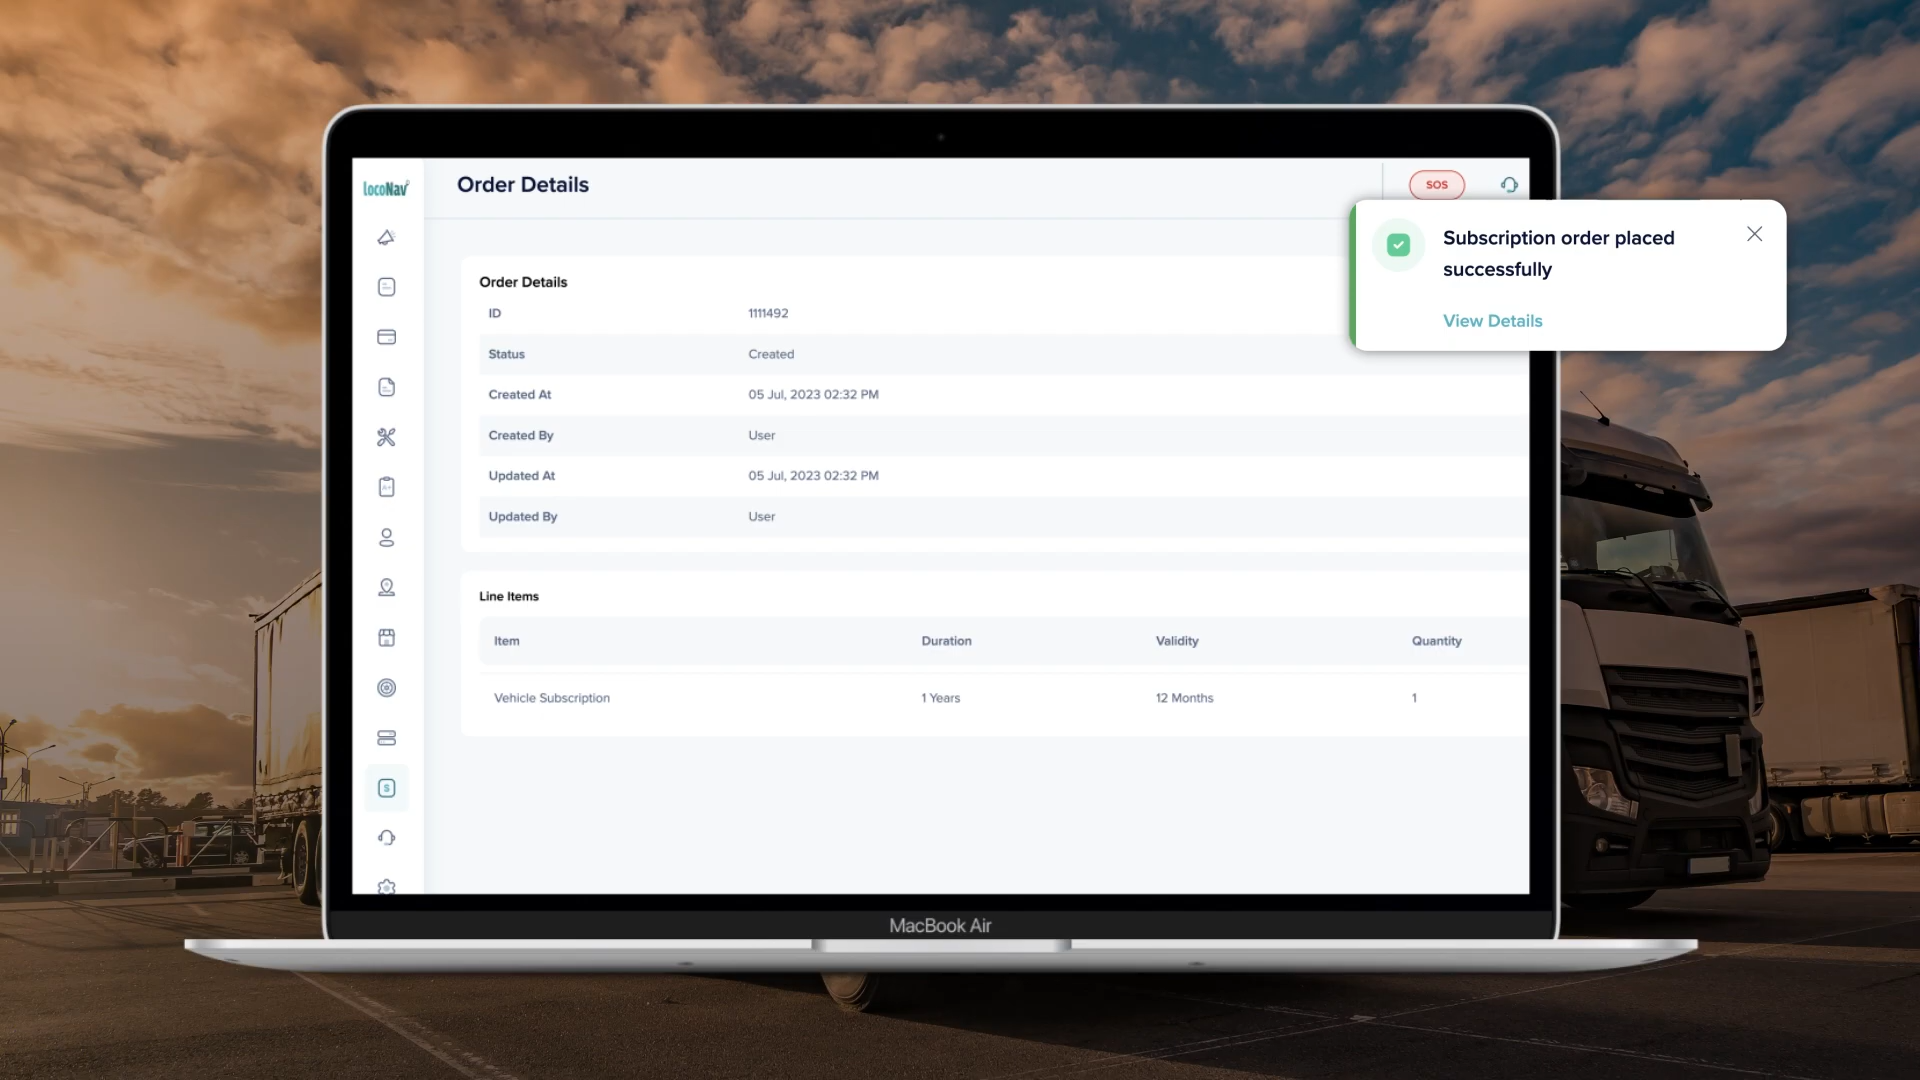 locoNav
Order Details
SOS
Subscription order placed
successfully
View Details
Order Details
ID 1111492
Status Created
Created At 05 Jul, 2023 02:32 PM
Created By User
Updated At 05 Jul, 2023 02:32 PM
Updated By User
Line Items
Item Duration Validity Quantity
Vehicle Subscription 1 Years 12 Months 1
MacBook Air